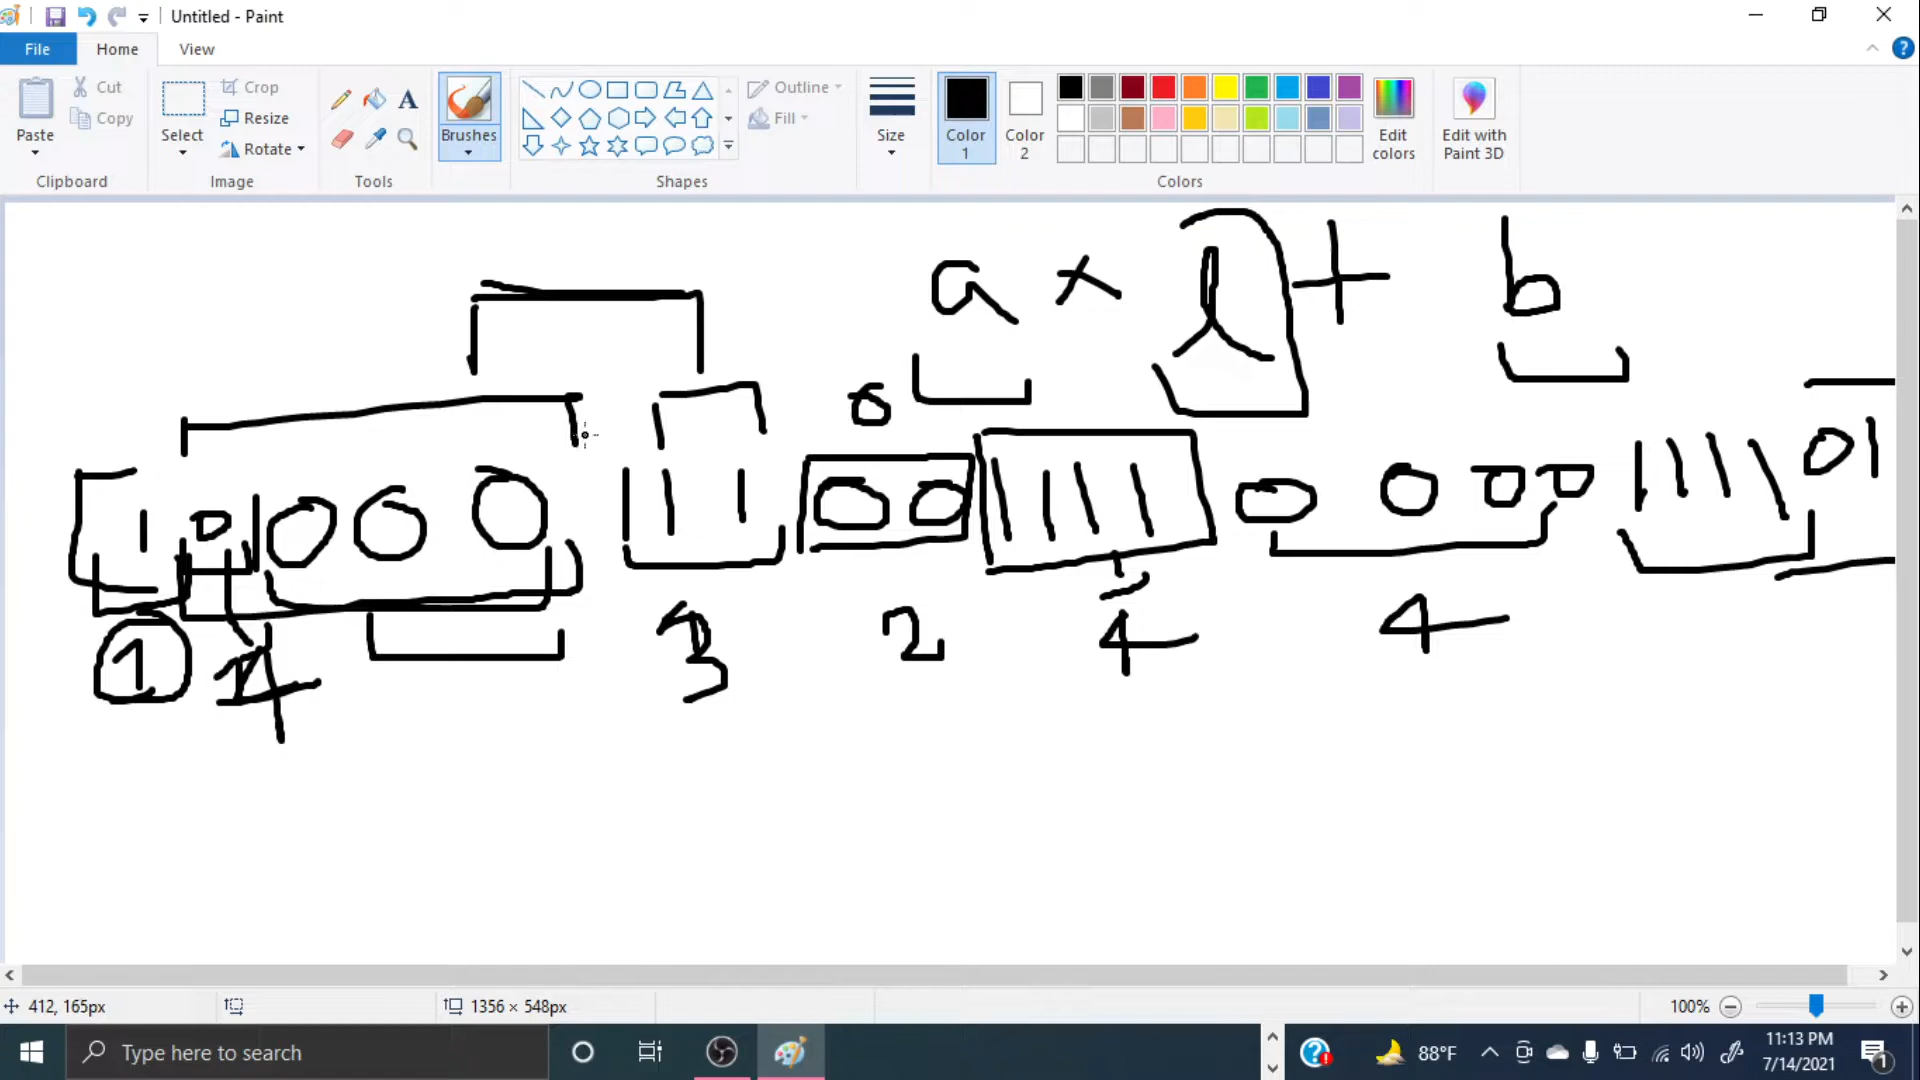 Untitled - Paint
File Home View
Cut
Copy
Paste
Clipboard
Crop
Resize
Rotate
Select
Image
Tools
Brushes
Outline
Fill
Shapes
Size
Color 1
Color 2
Edit colors
Edit with Paint 3D
Colors
a × + b
0
1 0 0 0 0 1 1 1 0 0 1 1 1 1 0 0 0 0 1 1 1 1 0 1
1 4 3 2 4 4
412, 165px
1356 × 548px
100%
Type here to search
88°F
11:13 PM
7/14/2021
1